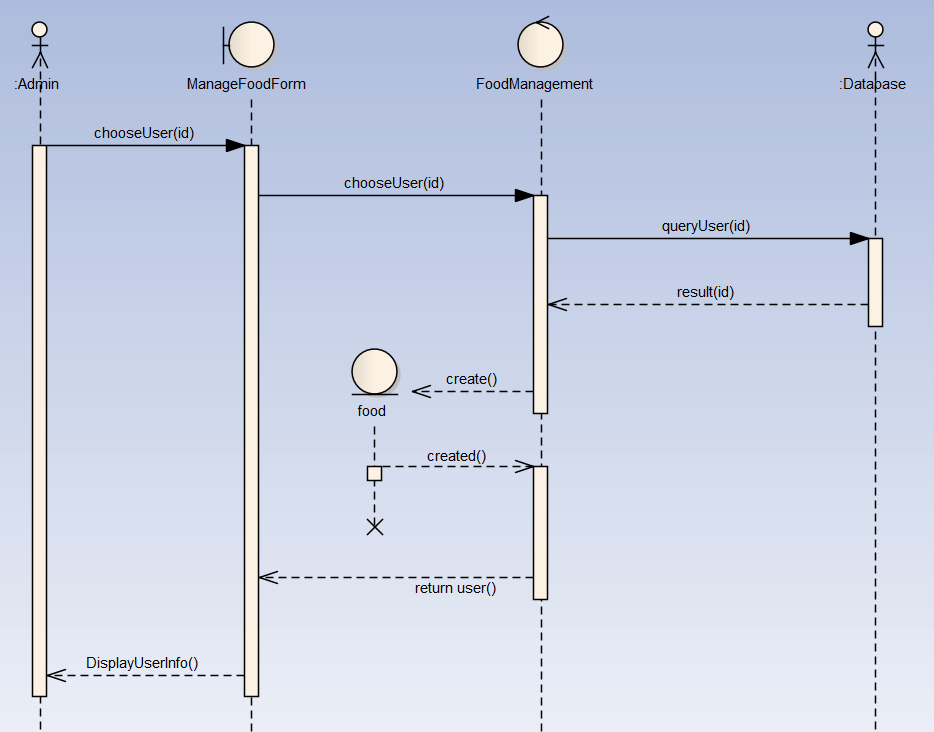 :Admin
ManageFoodForm
FoodManagement
:Datapase
chooseUser(id)
chooseUser(id)
queryUser(id)
result(id)
create()
food
created()
return user()
DisplayUserInfo()